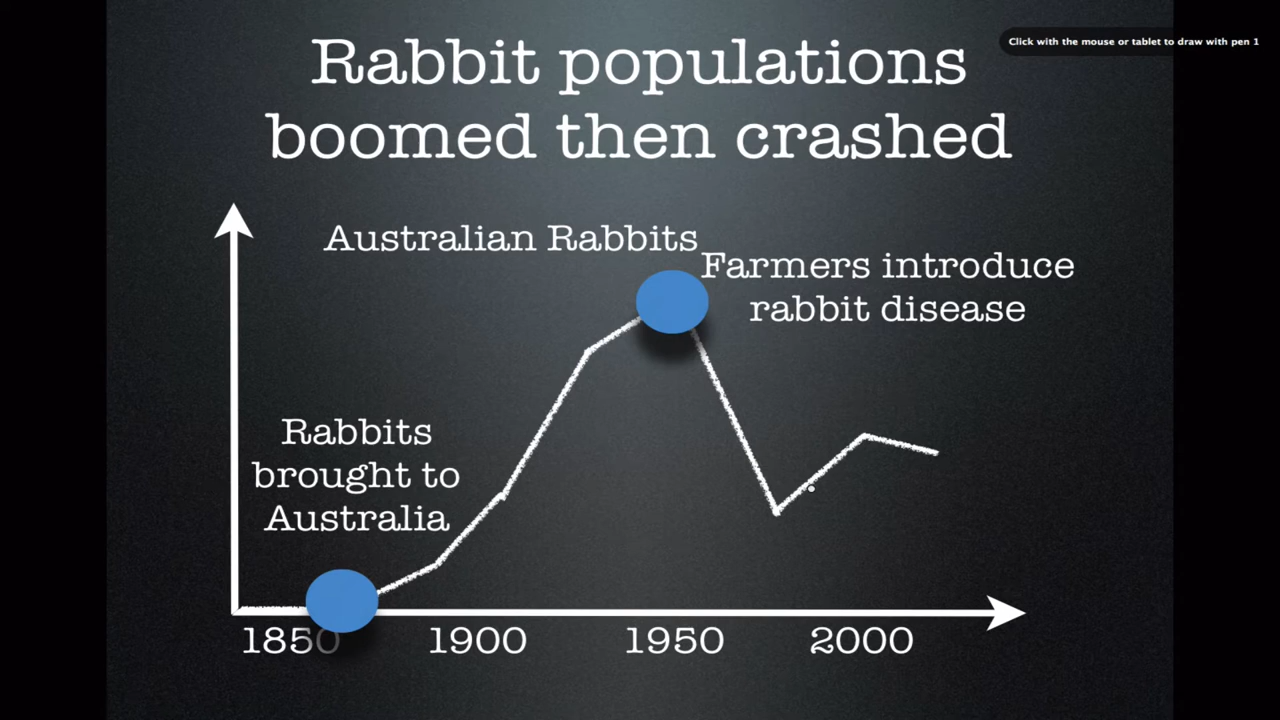 Click with the mouse or tablet to draw with pen 1
Rabbit populations
boomed then crashed
Australian Rabbits
Farmers introduce
rabbit disease
Rabbits
brought to
Australia
1850
1900
1950
2000